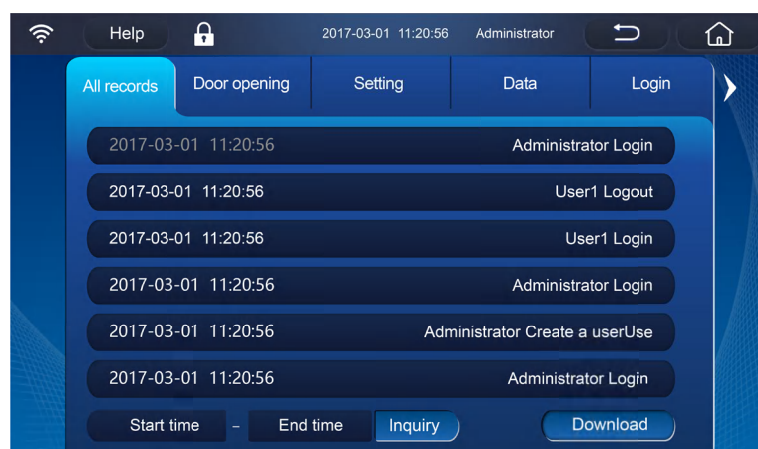 Help 2017-03-01 11:20:56 Administrator
All records Door opening Setting Data Login
2017-03-01 11:20:56 Administrator Login
2017-03-01 11:20:56 User1 Logout
2017-03-01 11:20:56 User1 Login
2017-03-01 11:20:56 Administrator Login
2017-03-01 11:20:56 Administrator Create a userUse
2017-03-01 11:20:56 Administrator Login
Start time – End time Inquiry Download